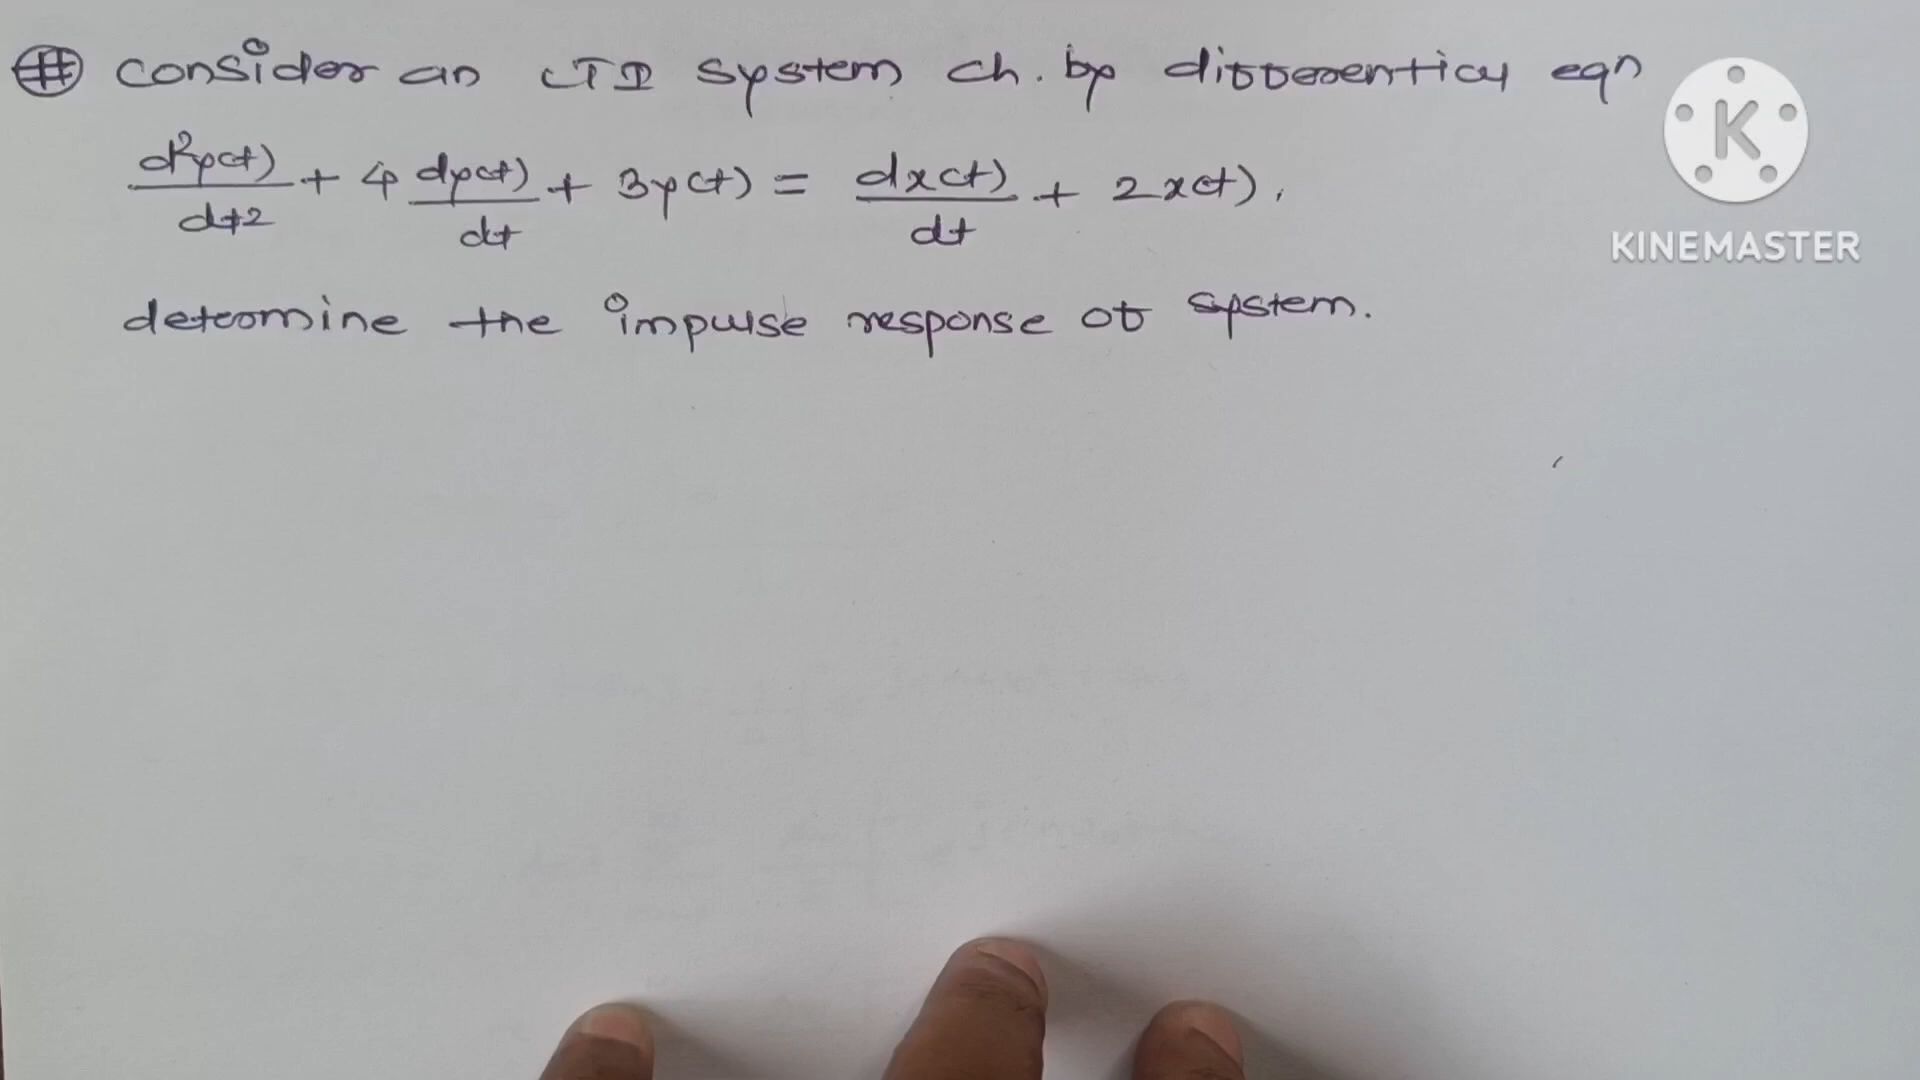 # consider an LTI system ch. by differential eqn
d²y(t)/dt2 + 4 dy(t)/dt + 3y(t) = dx(t)/dt + 2x(t),
determine the impulse response of system.
K
KINEMASTER